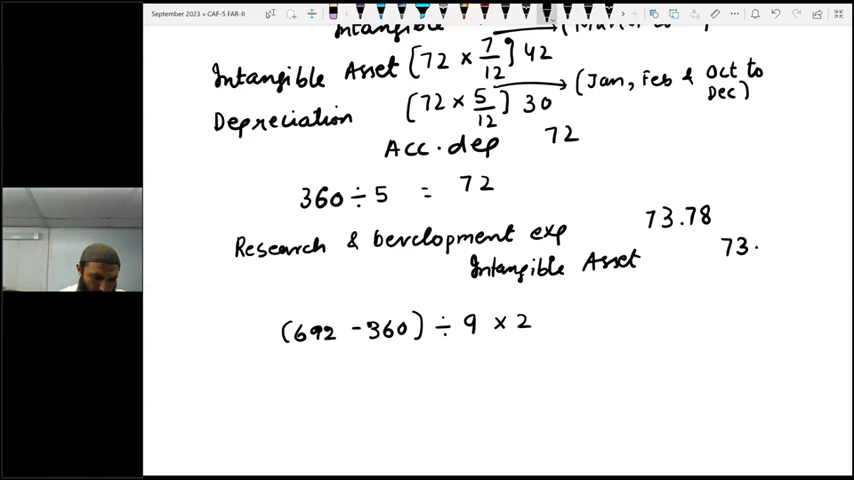 September 2023 » CAF-5 FAR-II
Intangible
Intangible Asset [72 × 7/12] 42
(Jan, Feb & Oct to Dec)
Depreciation [72 × 5/12] 30
Acc. dep 72
360 ÷ 5 = 72
Research & Development exp 73.78
Intangible Asset 73.
(692 - 360) ÷ 9 × 2